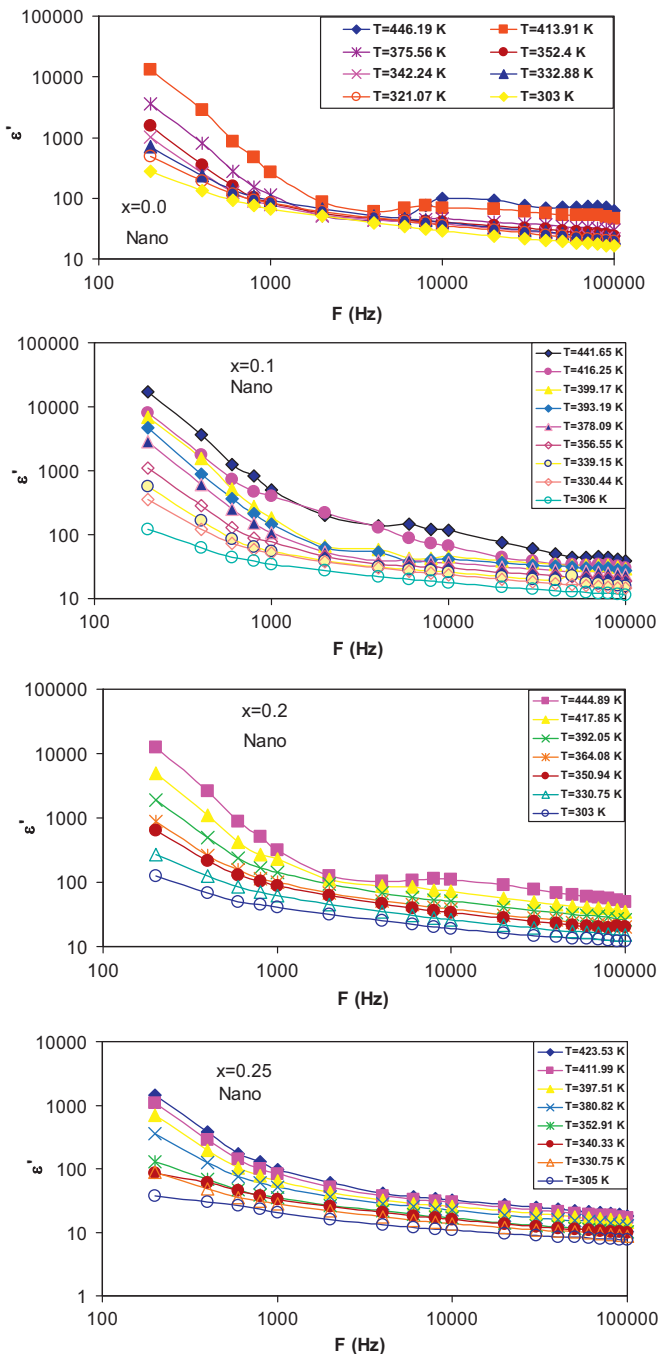 100000
10000
1000
100
10
ε'
x=0.0
Nano
T=446.19 K
T=413.91 K
T=375.56 K
T=352.4 K
T=342.24 K
T=332.88 K
T=321.07 K
T=303 K
100
1000
10000
100000
F (Hz)
100000
10000
1000
100
10
ε'
x=0.1
Nano
T=441.65 K
T=416.25 K
T=399.17 K
T=393.19 K
T=378.09 K
T=356.55 K
T=339.15 K
T=330.44 K
T=306 K
100
1000
10000
100000
F (Hz)
100000
10000
1000
100
10
ε'
x=0.2
Nano
T=444.89 K
T=417.85 K
T=392.05 K
T=364.08 K
T=350.94 K
T=330.75 K
T=303 K
100
1000
10000
100000
F (Hz)
10000
1000
100
10
1
ε'
x=0.25
Nano
T=423.53 K
T=411.99 K
T=397.51 K
T=380.82 K
T=352.91 K
T=340.33 K
T=330.75 K
T=305 K
100
1000
10000
100000
F (Hz)